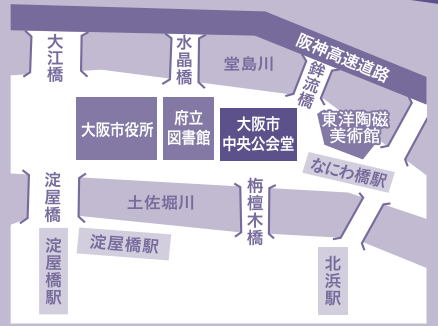 阪神高速道路
大江橋
水晶橋
堂島川
鉾流橋
大阪市役所
府立
図書館
大阪市
中央公会堂
東洋陶磁
美術館
なにわ橋駅
淀屋橋
土佐堀川
栴檀木橋
淀屋橋駅
淀屋橋駅
北浜駅